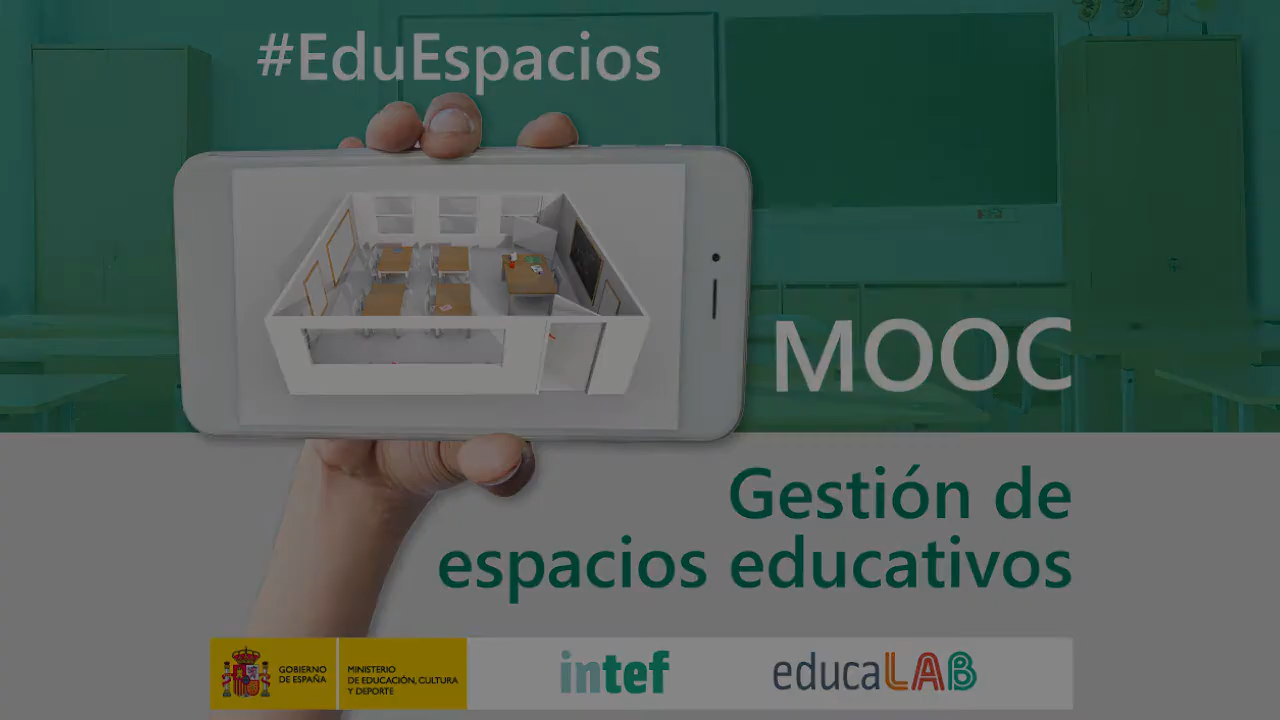 #EduEspacios
MOOC
Gestión de
espacios educativos
GOBIERNO
DE ESPAÑA
MINISTERIO
DE EDUCACIÓN, CULTURA
Y DEPORTE
intef
educaLAB